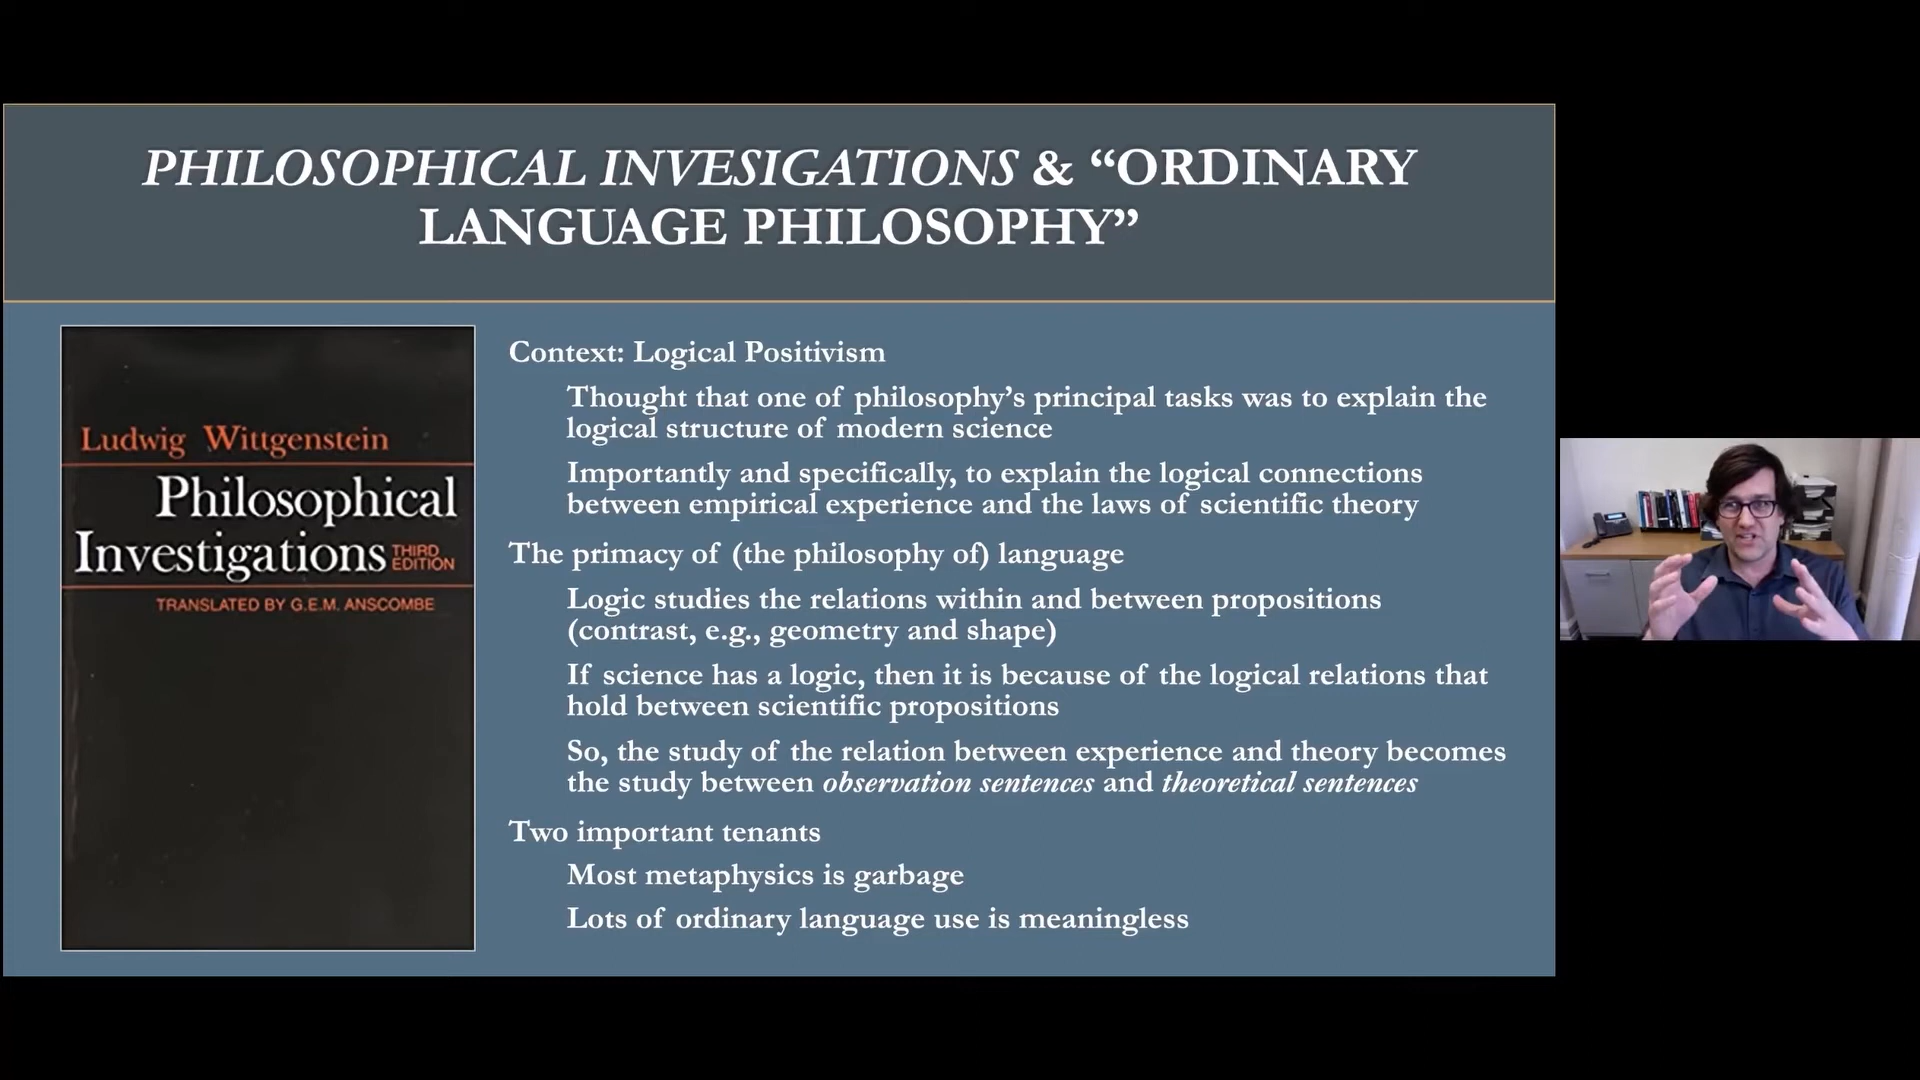 PHILOSOPHICAL INVESIGATIONS & “ORDINARY
LANGUAGE PHILOSOPHY”
Ludwig Wittgenstein
Philosophical
Investigations THIRD EDITION
TRANSLATED BY G.E.M. ANSCOMBE
Context: Logical Positivism
Thought that one of philosophy’s principal tasks was to explain the
logical structure of modern science
Importantly and specifically, to explain the logical connections
between empirical experience and the laws of scientific theory
The primacy of (the philosophy of) language
Logic studies the relations within and between propositions
(contrast, e.g., geometry and shape)
If science has a logic, then it is because of the logical relations that
hold between scientific propositions
So, the study of the relation between experience and theory becomes
the study between observation sentences and theoretical sentences
Two important tenants
Most metaphysics is garbage
Lots of ordinary language use is meaningless